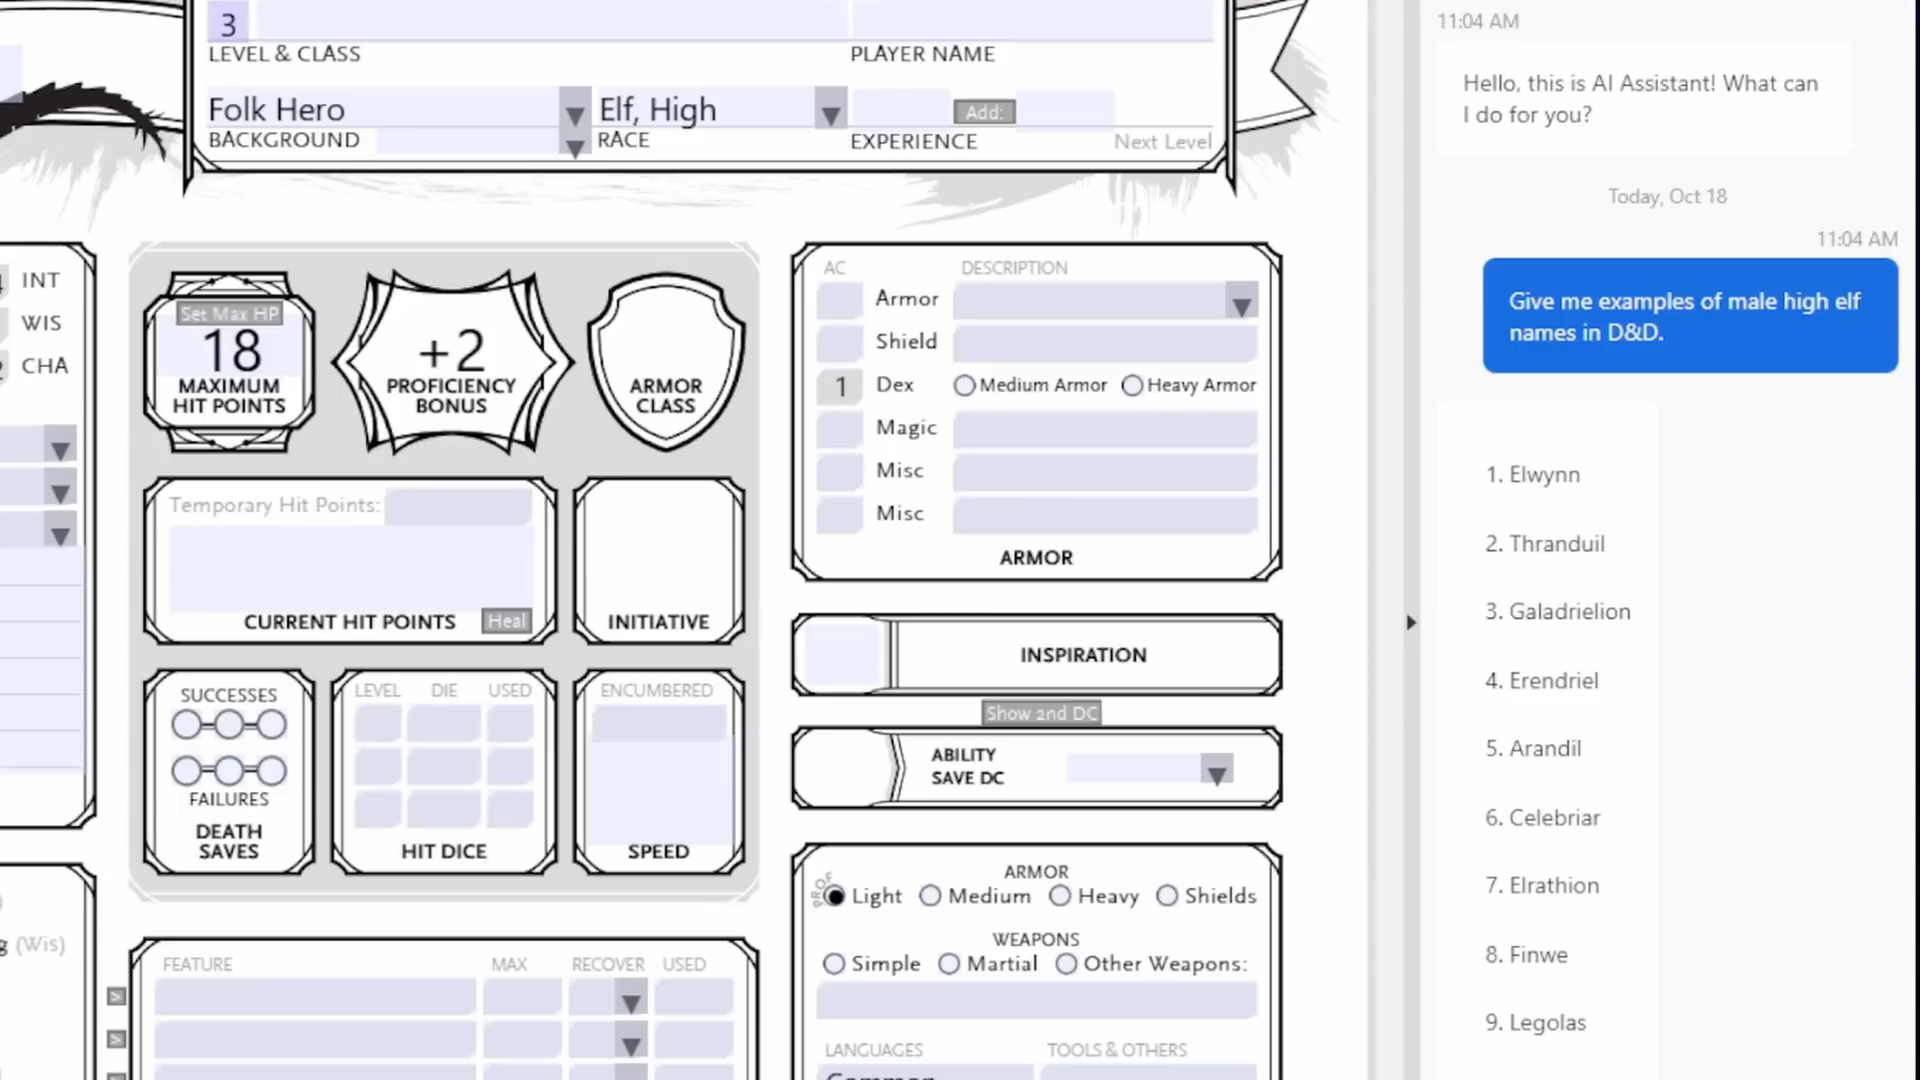 3
LEVEL & CLASS
PLAYER NAME
Folk Hero
Elf, High
Add:
BACKGROUND
RACE
EXPERIENCE
Next Level
INT
WIS
CHA
Set Max HP
18
MAXIMUM
HIT POINTS
+2
PROFICIENCY
BONUS
ARMOR
CLASS
Temporary Hit Points:
CURRENT HIT POINTS
Heal
INITIATIVE
SUCCESSES
FAILURES
DEATH
SAVES
LEVEL
DIE
USED
HIT DICE
ENCUMBERED
SPEED
(Wis)
FEATURE
MAX
RECOVER
USED
AC
DESCRIPTION
Armor
Shield
1
Dex
Medium Armor
Heavy Armor
Magic
Misc
Misc
ARMOR
INSPIRATION
Show 2nd DC
ABILITY
SAVE DC
ARMOR
PROF
Light
Medium
Heavy
Shields
WEAPONS
Simple
Martial
Other Weapons:
LANGUAGES
TOOLS & OTHERS
Common
11:04 AM
Hello, this is AI Assistant! What can
I do for you?
Today, Oct 18
11:04 AM
Give me examples of male high elf
names in D&D.
1. Elwynn
2. Thranduil
3. Galadrielion
4. Erendriel
5. Arandil
6. Celebriar
7. Elrathion
8. Finwe
9. Legolas